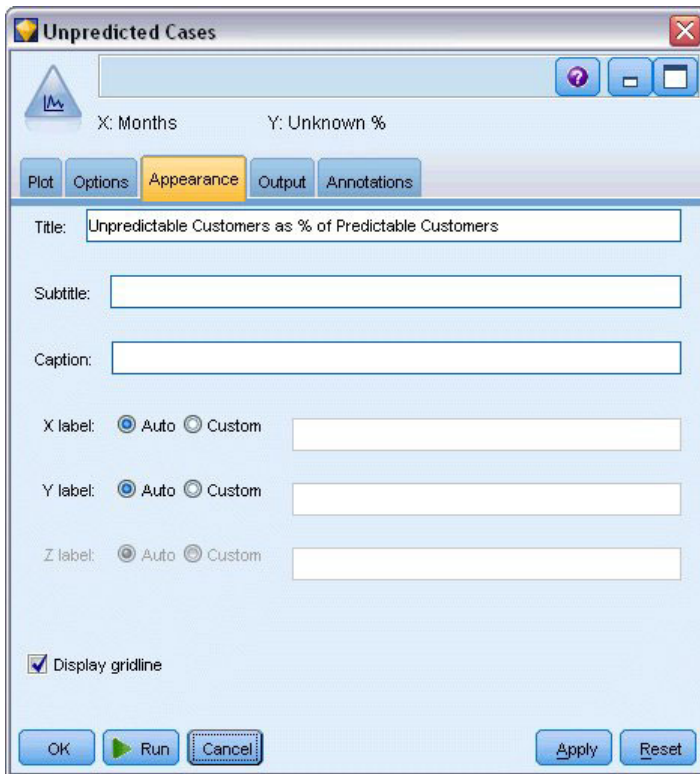 Unpredicted Cases
X: Months Y: Unknown %
Plot Options Appearance Output Annotations
Title: Unpredictable Customers as % of Predictable Customers
Subtitle:
Caption:
X label: Auto Custom
Y label: Auto Custom
Z label: Auto Custom
Display gridline
OK Run Cancel Apply Reset